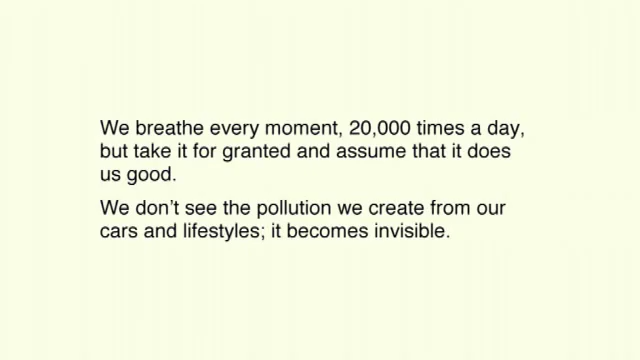 We breathe every moment, 20,000 times a day,
but take it for granted and assume that it does
us good.
We don’t see the pollution we create from our
cars and lifestyles; it becomes invisible.